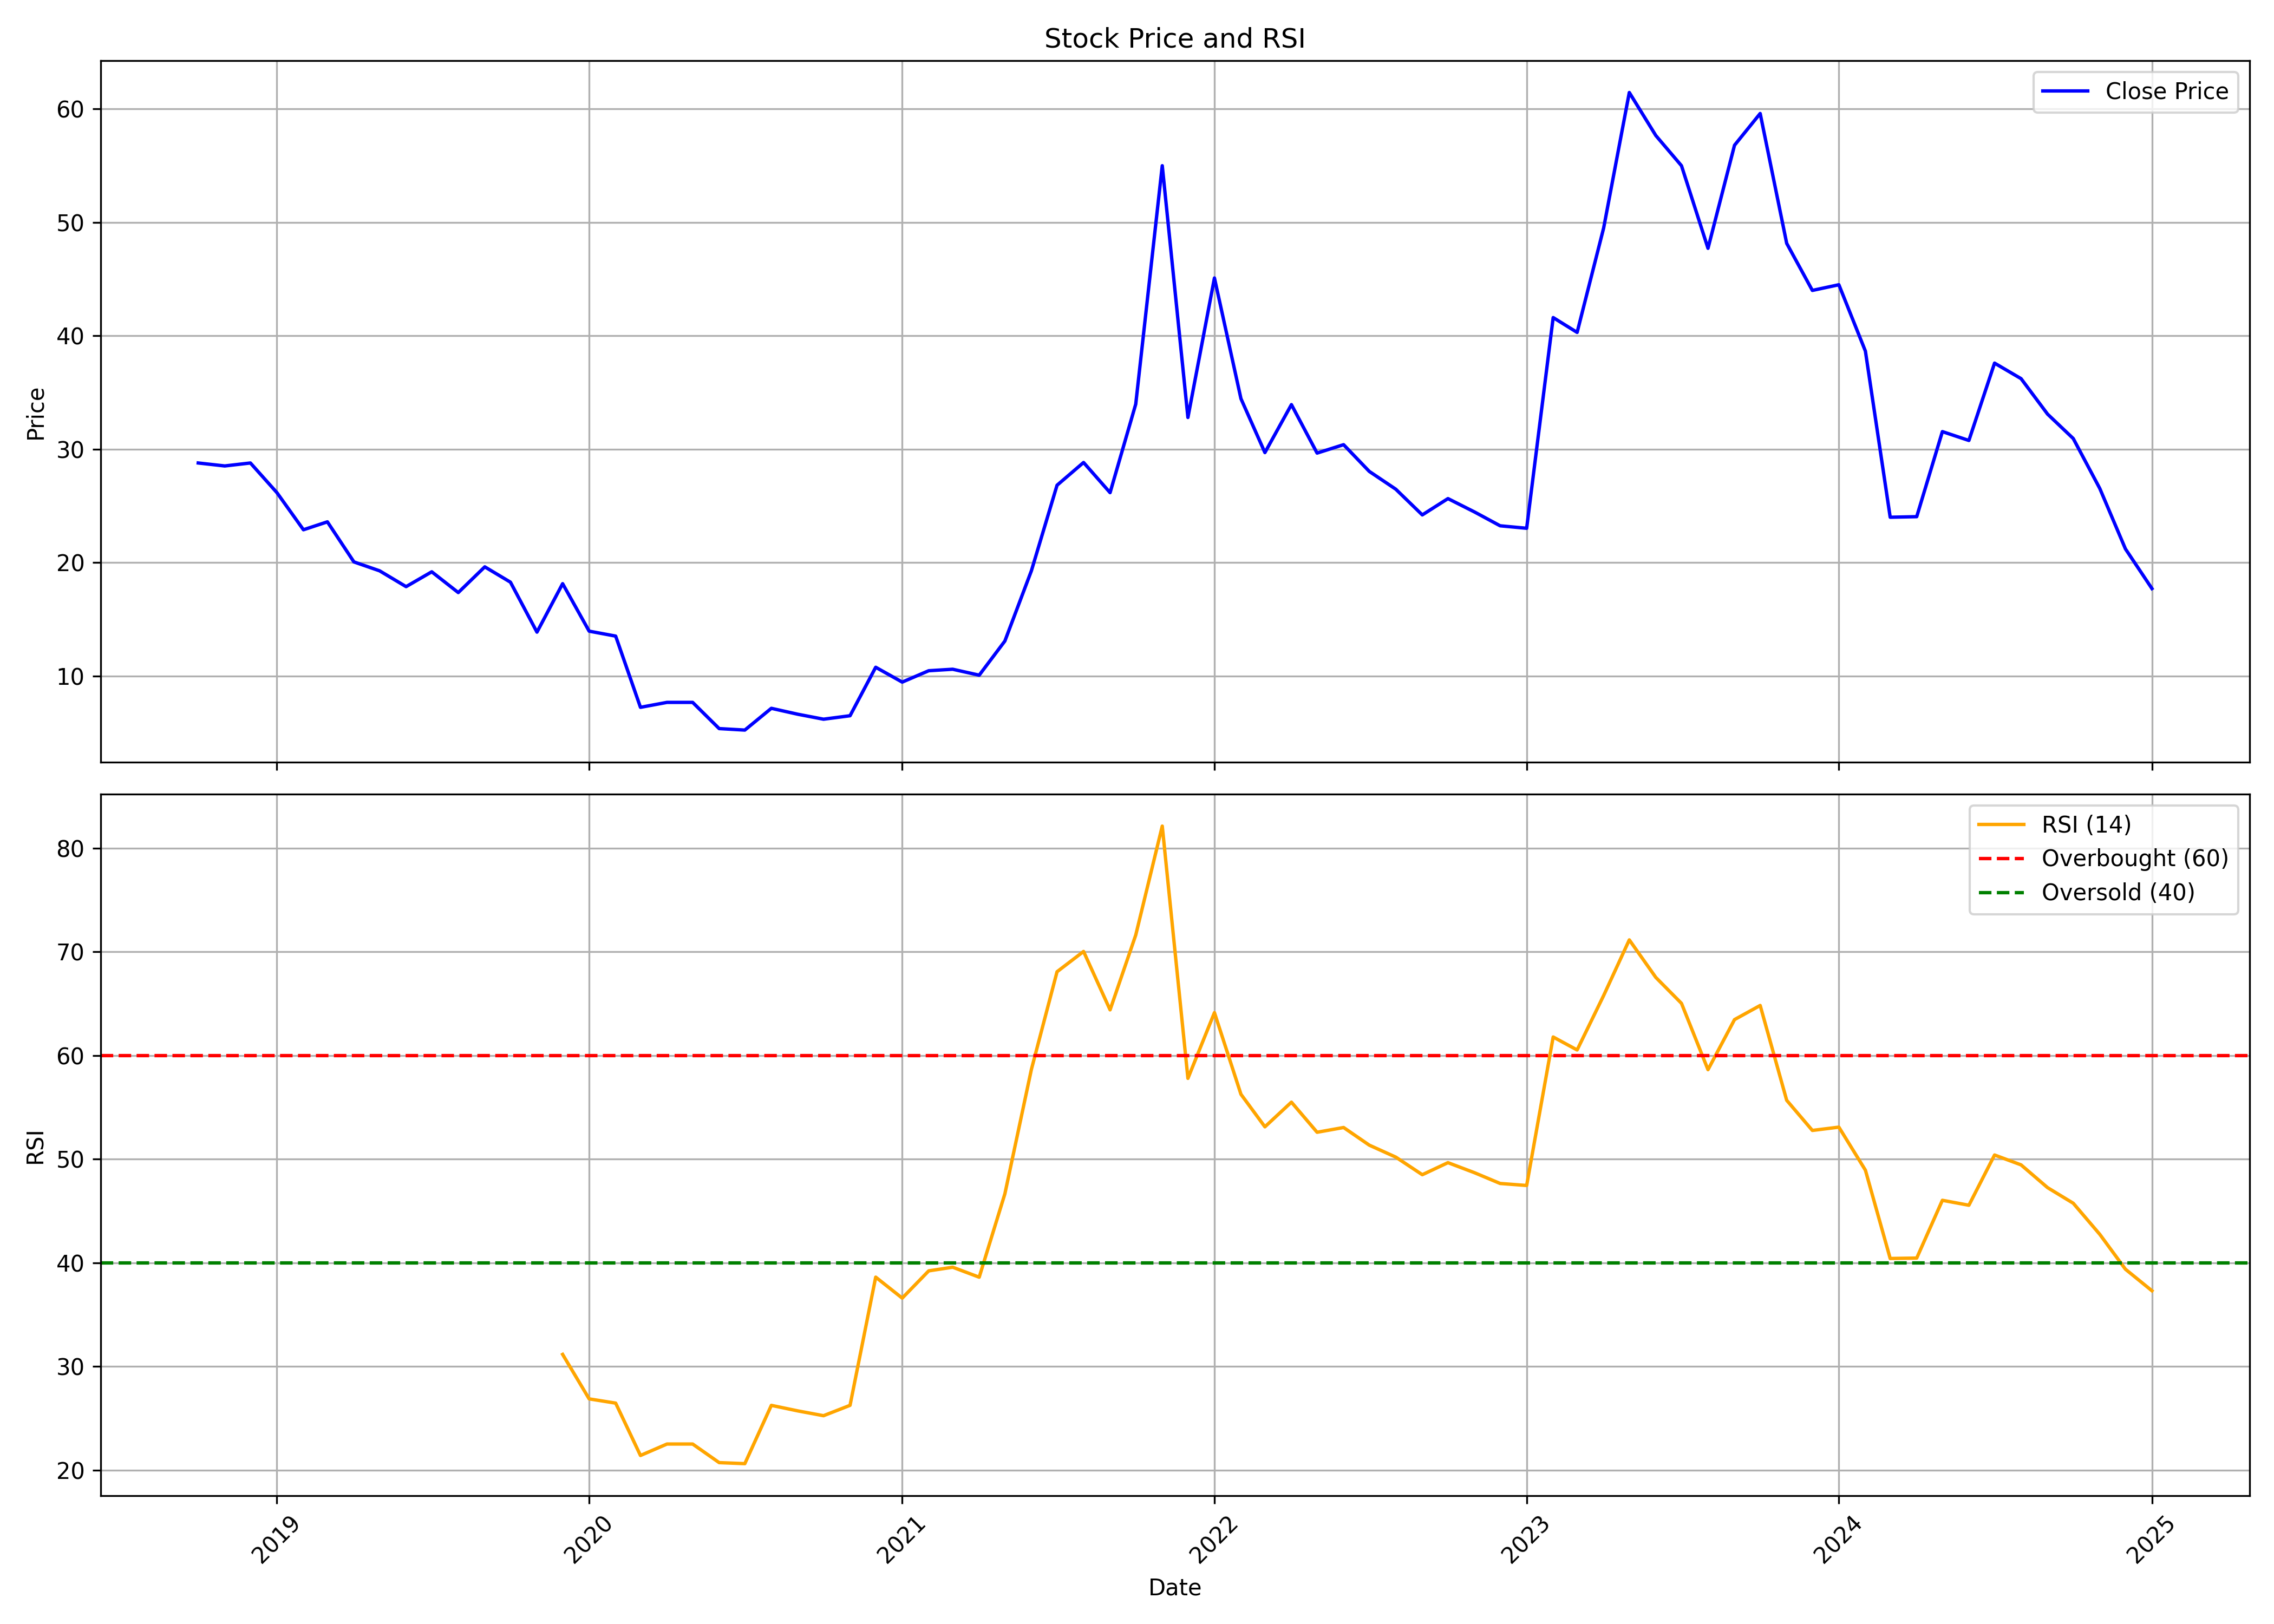 Stock Price and RSI
Close Price
60
50
40
30
20
10
Price
RSI (14)
Overbought (60)
Oversold (40)
80
70
60
50
40
30
20
RSI
2019
2020
2021
2022
2023
2024
2025
Date